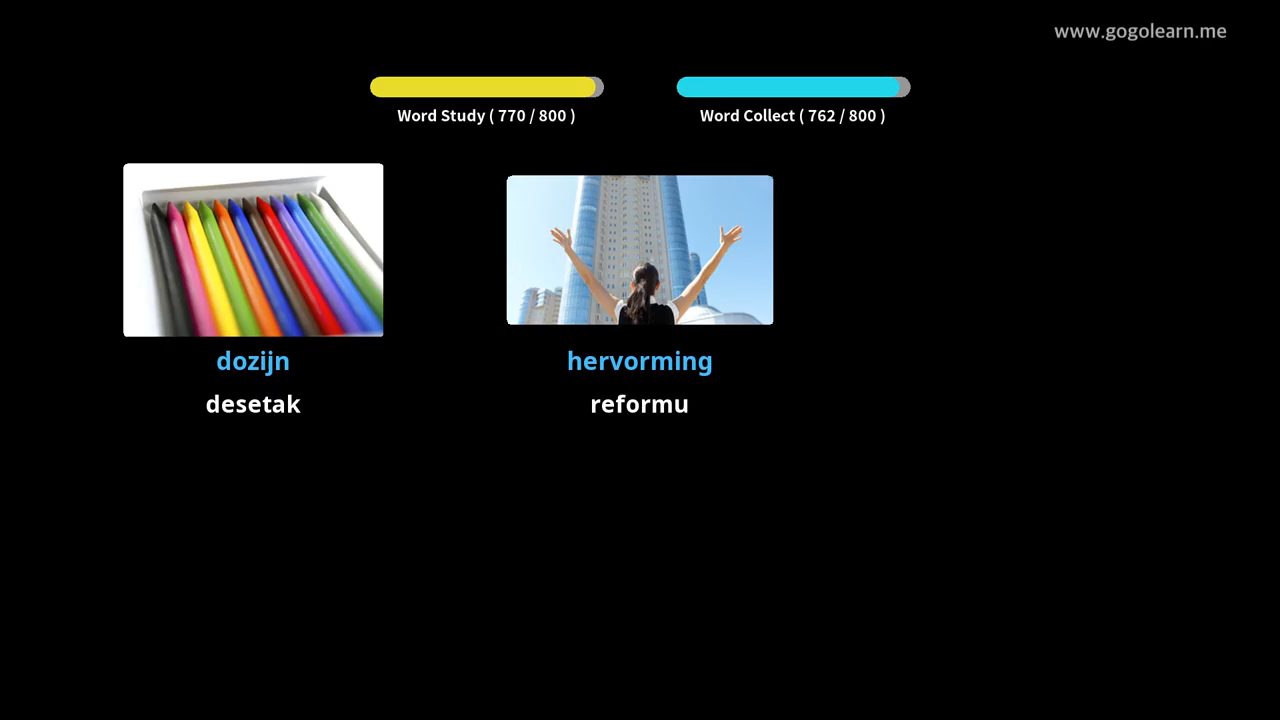 www.gogolearn.me
Word Study ( 770 / 800 )
Word Collect ( 762 / 800 )
dozijn
hervorming
desetak
reformu